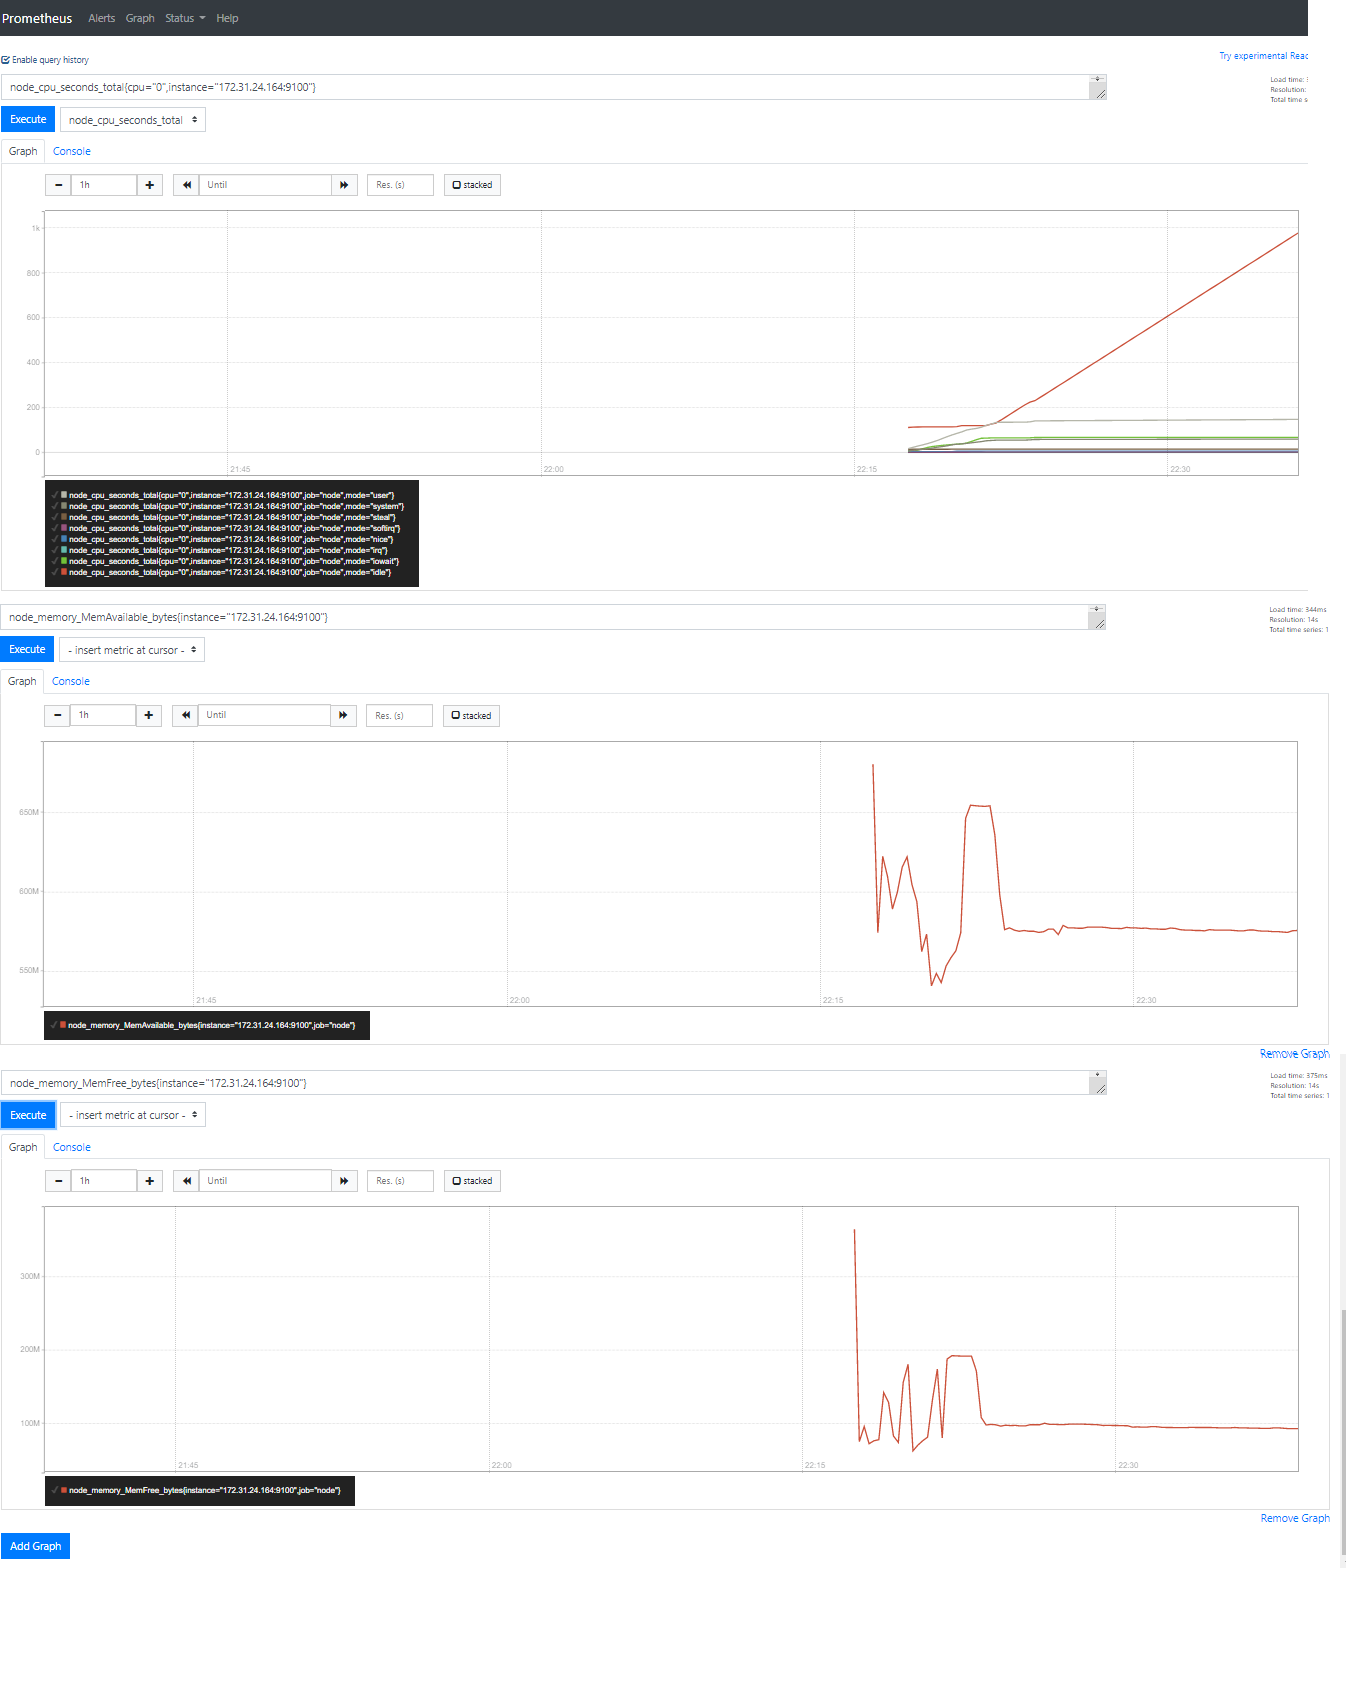 Prometheus Alerts Graph Status Help
Enable query history
Try experimental Reac
node_cpu_seconds_total{cpu="0",instance="172.31.24.164:9100"}
Load time:
Resolution:
Total time s
Execute node_cpu_seconds_total
Graph Console
1h Until Res. (s) stacked
1k
800
600
400
200
0
21:45 22:00 22:15 22:30
node_cpu_seconds_total{cpu="0",instance="172.31.24.164:9100",job="node",mode="user"}
node_cpu_seconds_total{cpu="0",instance="172.31.24.164:9100",job="node",mode="system"}
node_cpu_seconds_total{cpu="0",instance="172.31.24.164:9100",job="node",mode="steal"}
node_cpu_seconds_total{cpu="0",instance="172.31.24.164:9100",job="node",mode="softirq"}
node_cpu_seconds_total{cpu="0",instance="172.31.24.164:9100",job="node",mode="nice"}
node_cpu_seconds_total{cpu="0",instance="172.31.24.164:9100",job="node",mode="irq"}
node_cpu_seconds_total{cpu="0",instance="172.31.24.164:9100",job="node",mode="iowait"}
node_cpu_seconds_total{cpu="0",instance="172.31.24.164:9100",job="node",mode="idle"}
node_memory_MemAvailable_bytes{instance="172.31.24.164:9100"}
Load time: 344ms
Resolution: 14s
Total time series: 1
Execute - insert metric at cursor -
Graph Console
1h Until Res. (s) stacked
650M
600M
550M
21:45 22:00 22:15 22:30
node_memory_MemAvailable_bytes{instance="172.31.24.164:9100",job="node"}
Remove Graph
node_memory_MemFree_bytes{instance="172.31.24.164:9100"}
Load time: 375ms
Resolution: 14s
Total time series: 1
Execute - insert metric at cursor -
Graph Console
1h Until Res. (s) stacked
300M
200M
100M
21:45 22:00 22:15 22:30
node_memory_MemFree_bytes{instance="172.31.24.164:9100",job="node"}
Remove Graph
Add Graph